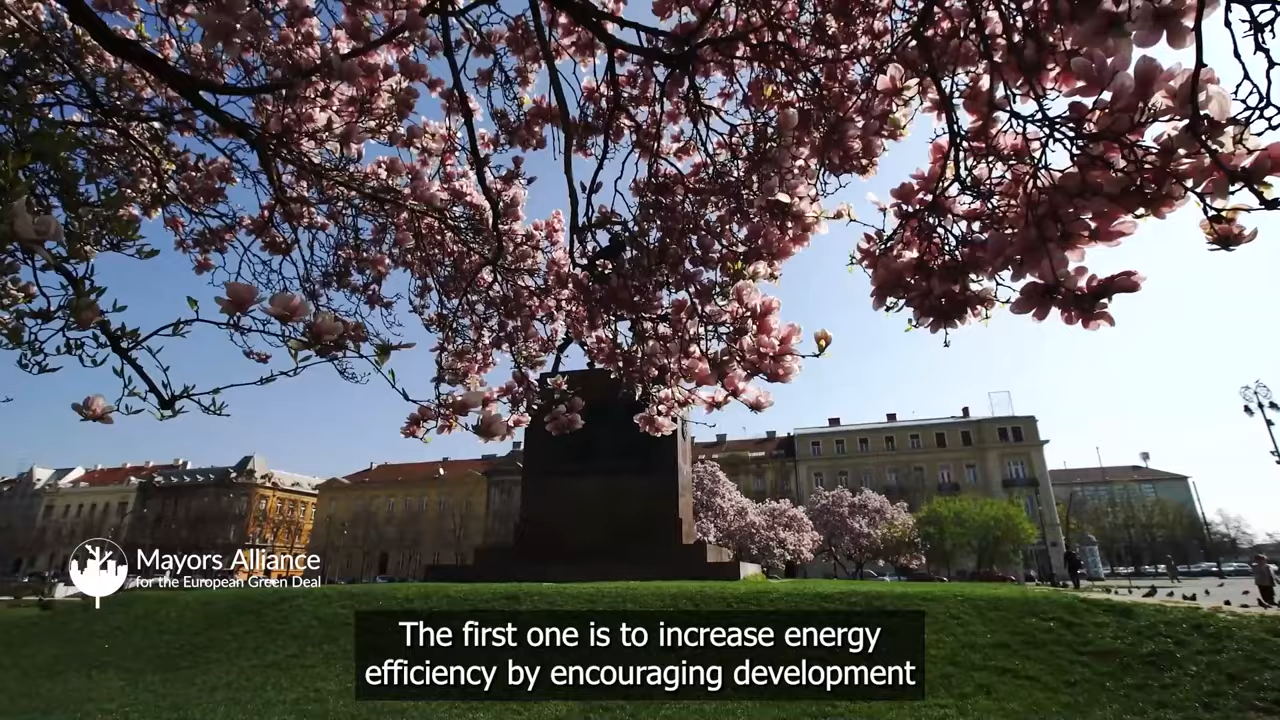 Mayors Alliance
for the European Green Deal
The first one is to increase energy
efficiency by encouraging development